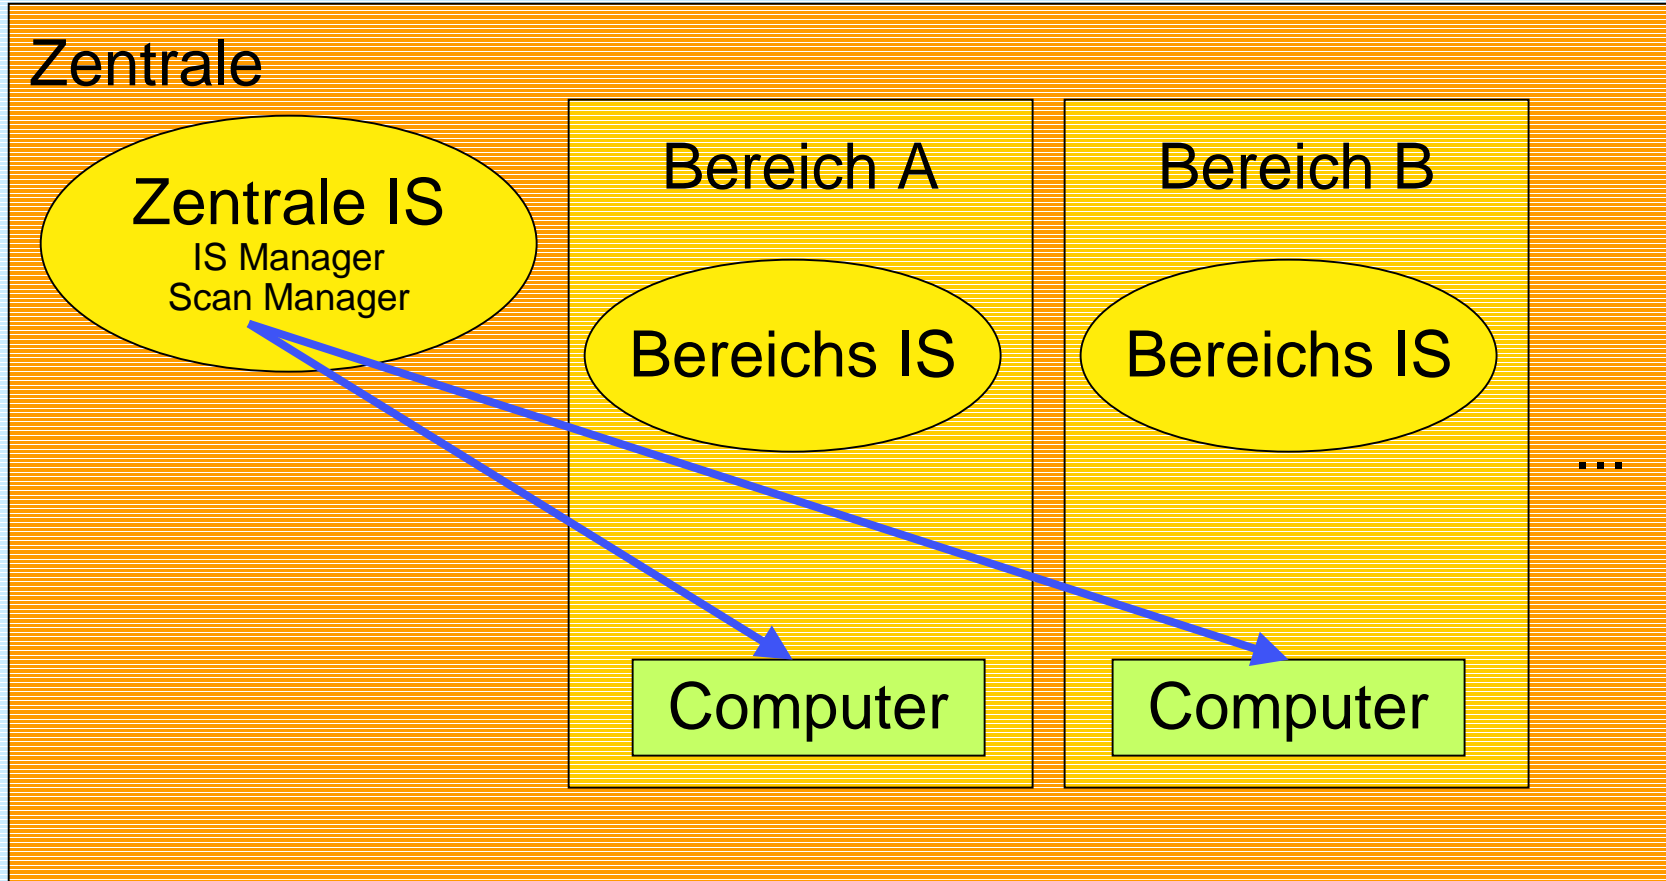 Zentrale
Zentrale IS
IS Manager
Scan Manager
Bereich A
Bereichs IS
Computer
Bereich B
Bereichs IS
Computer
...